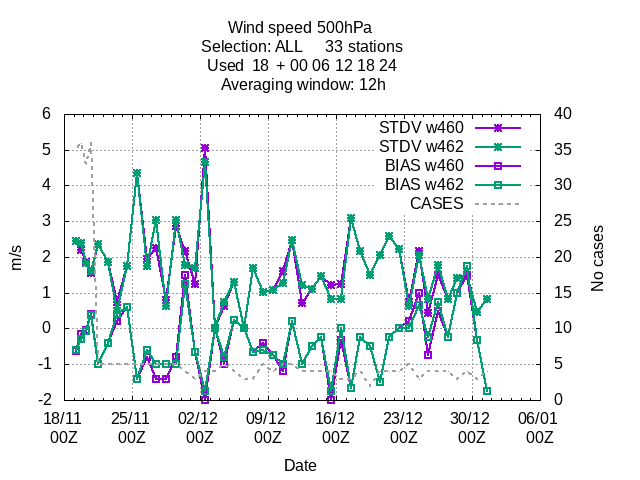 Wind speed 500hPa
Selection: ALL 33 stations
Used 18 + 00 06 12 18 24
Averaging window: 12h
STDV w460
STDV w462
BIAS w460
BIAS w462
CASES
m/s
6
5
4
3
2
1
0
-1
-2
No cases
40
35
30
25
20
15
10
5
0
18/11 25/11 02/12 09/12 16/12 23/12 30/12 06/01
00Z 00Z 00Z 00Z 00Z 00Z 00Z 00Z
Date